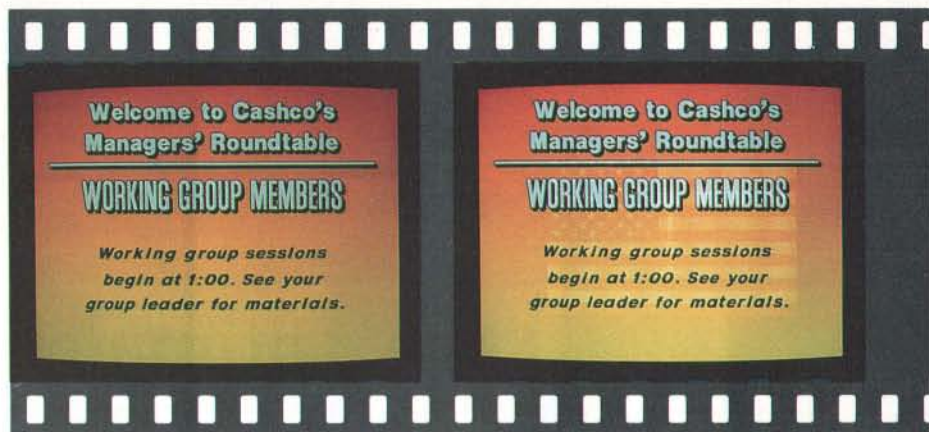 Welcome to Cashco's
Managers' Roundtable
WORKING GROUP MEMBERS
Working group sessions
begin at 1:00. See your
group leader for materials.
Welcome to Cashco's
Managers' Roundtable
WORKING GROUP MEMBERS
Working group sessions
begin at 1:00. See your
group leader for materials.